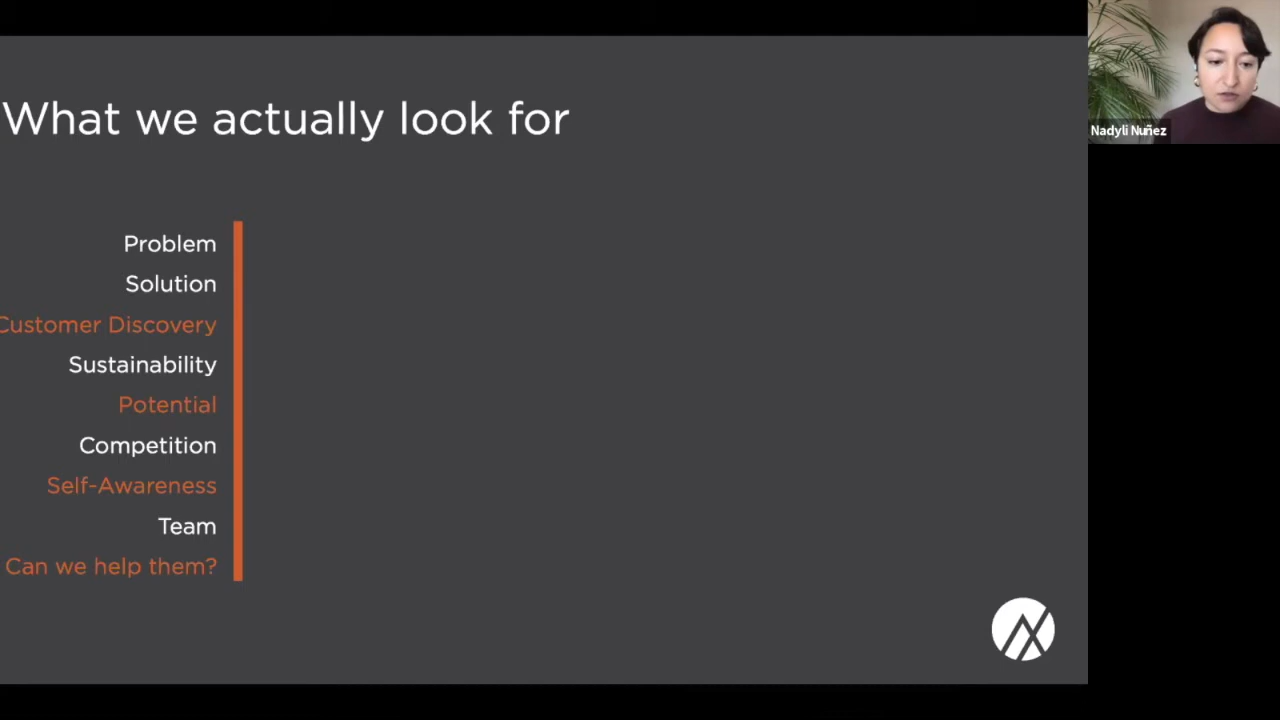 What we actually look for
Problem
Solution
Customer Discovery
Sustainability
Potential
Competition
Self-Awareness
Team
Can we help them?
Nadyli Nuñez